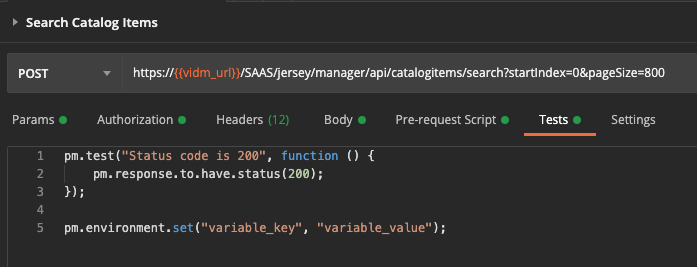 Search Catalog Items
POST https://{{vidm_url}}/SAAS/jersey/manager/api/catalogitems/search?startIndex=0&pageSize=800
Params Authorization Headers (12) Body Pre-request Script Tests Settings
1 pm.test("Status code is 200", function () {
2 pm.response.to.have.status(200);
3 });
4
5 pm.environment.set("variable_key", "variable_value");